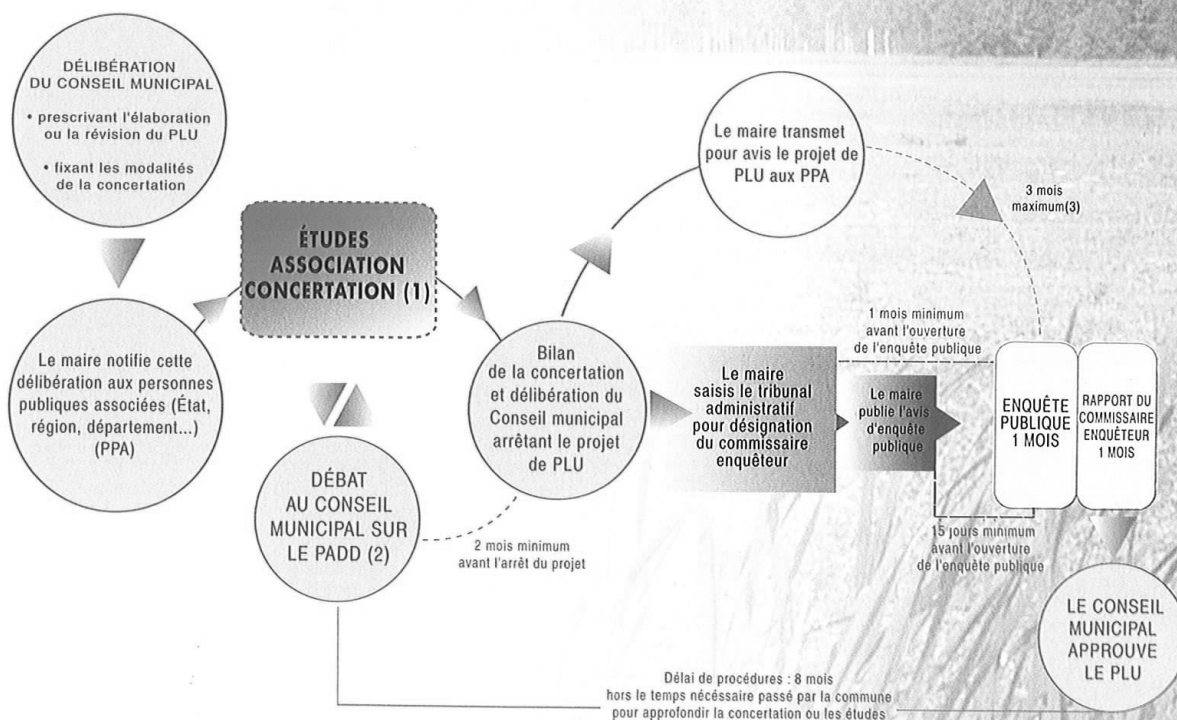 DÉLIBÉRATION
DU CONSEIL MUNICIPAL
• prescrivant l'élaboration
ou la révision du PLU
• fixant les modalités
de la concertation
Le maire notifie cette
délibération aux personnes
publiques associées (État,
région, département...)
(PPA)
ÉTUDES
ASSOCIATION
CONCERTATION (1)
DÉBAT
AU CONSEIL
MUNICIPAL SUR
LE PADD (2)
2 mois minimum
avant l'arrêt du projet
Bilan
de la concertation
et délibération du
Conseil municipal
arrêtant le projet
de PLU
Le maire transmet
pour avis le projet de
PLU aux PPA
3 mois
maximum(3)
Le maire
saisis le tribunal
administratif
pour désignation
du commissaire
enquêteur
1 mois minimum
avant l'ouverture
de l'enquête publique
Le maire
publie l'avis
d'enquête
publique
15 jours minimum
avant l'ouverture
de l'enquête publique
ENQUÊTE
PUBLIQUE
1 MOIS
RAPPORT DU
COMMISSAIRE
ENQUÊTEUR
1 MOIS
LE CONSEIL
MUNICIPAL
APPROUVE
LE PLU
Délai de procédures : 8 mois
hors le temps nécessaire passé par la commune
pour approfondir la concertation ou les études